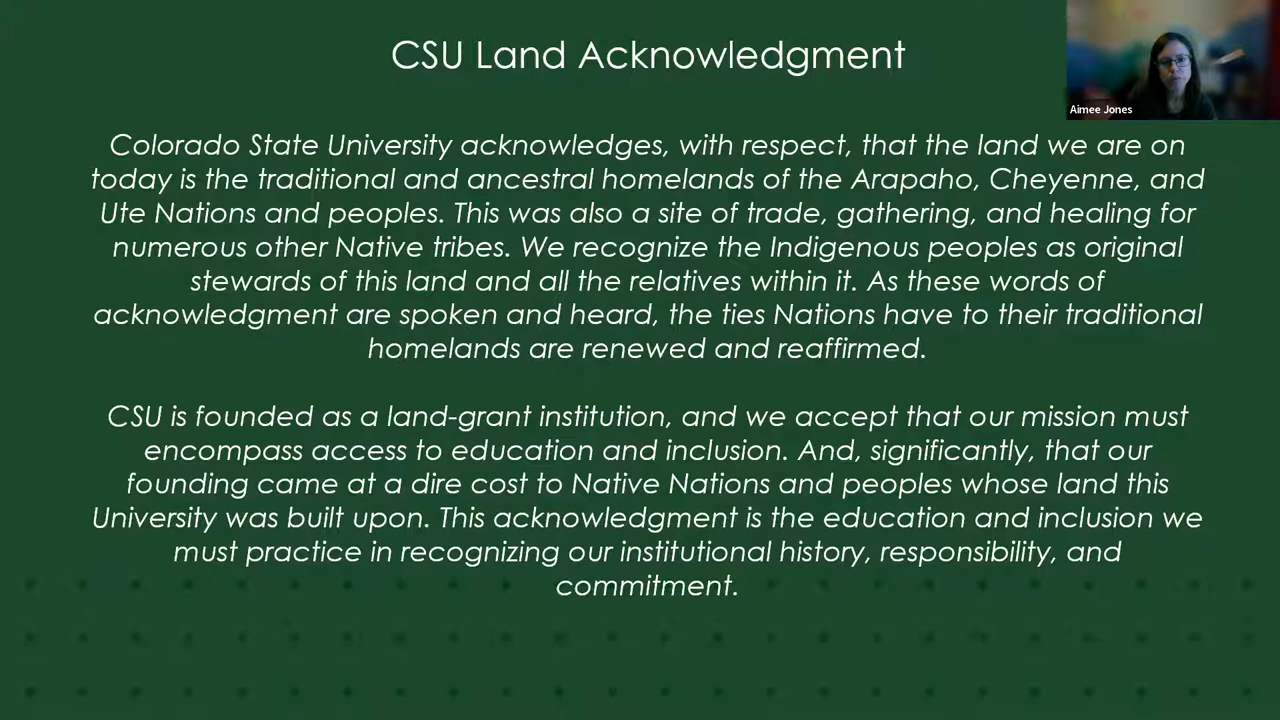 CSU Land Acknowledgment
Aimee Jones
Colorado State University acknowledges, with respect, that the land we are on
today is the traditional and ancestral homelands of the Arapaho, Cheyenne, and
Ute Nations and peoples. This was also a site of trade, gathering, and healing for
numerous other Native tribes. We recognize the Indigenous peoples as original
stewards of this land and all the relatives within it. As these words of
acknowledgment are spoken and heard, the ties Nations have to their traditional
homelands are renewed and reaffirmed.
CSU is founded as a land-grant institution, and we accept that our mission must
encompass access to education and inclusion. And, significantly, that our
founding came at a dire cost to Native Nations and peoples whose land this
University was built upon. This acknowledgment is the education and inclusion we
must practice in recognizing our institutional history, responsibility, and
commitment.